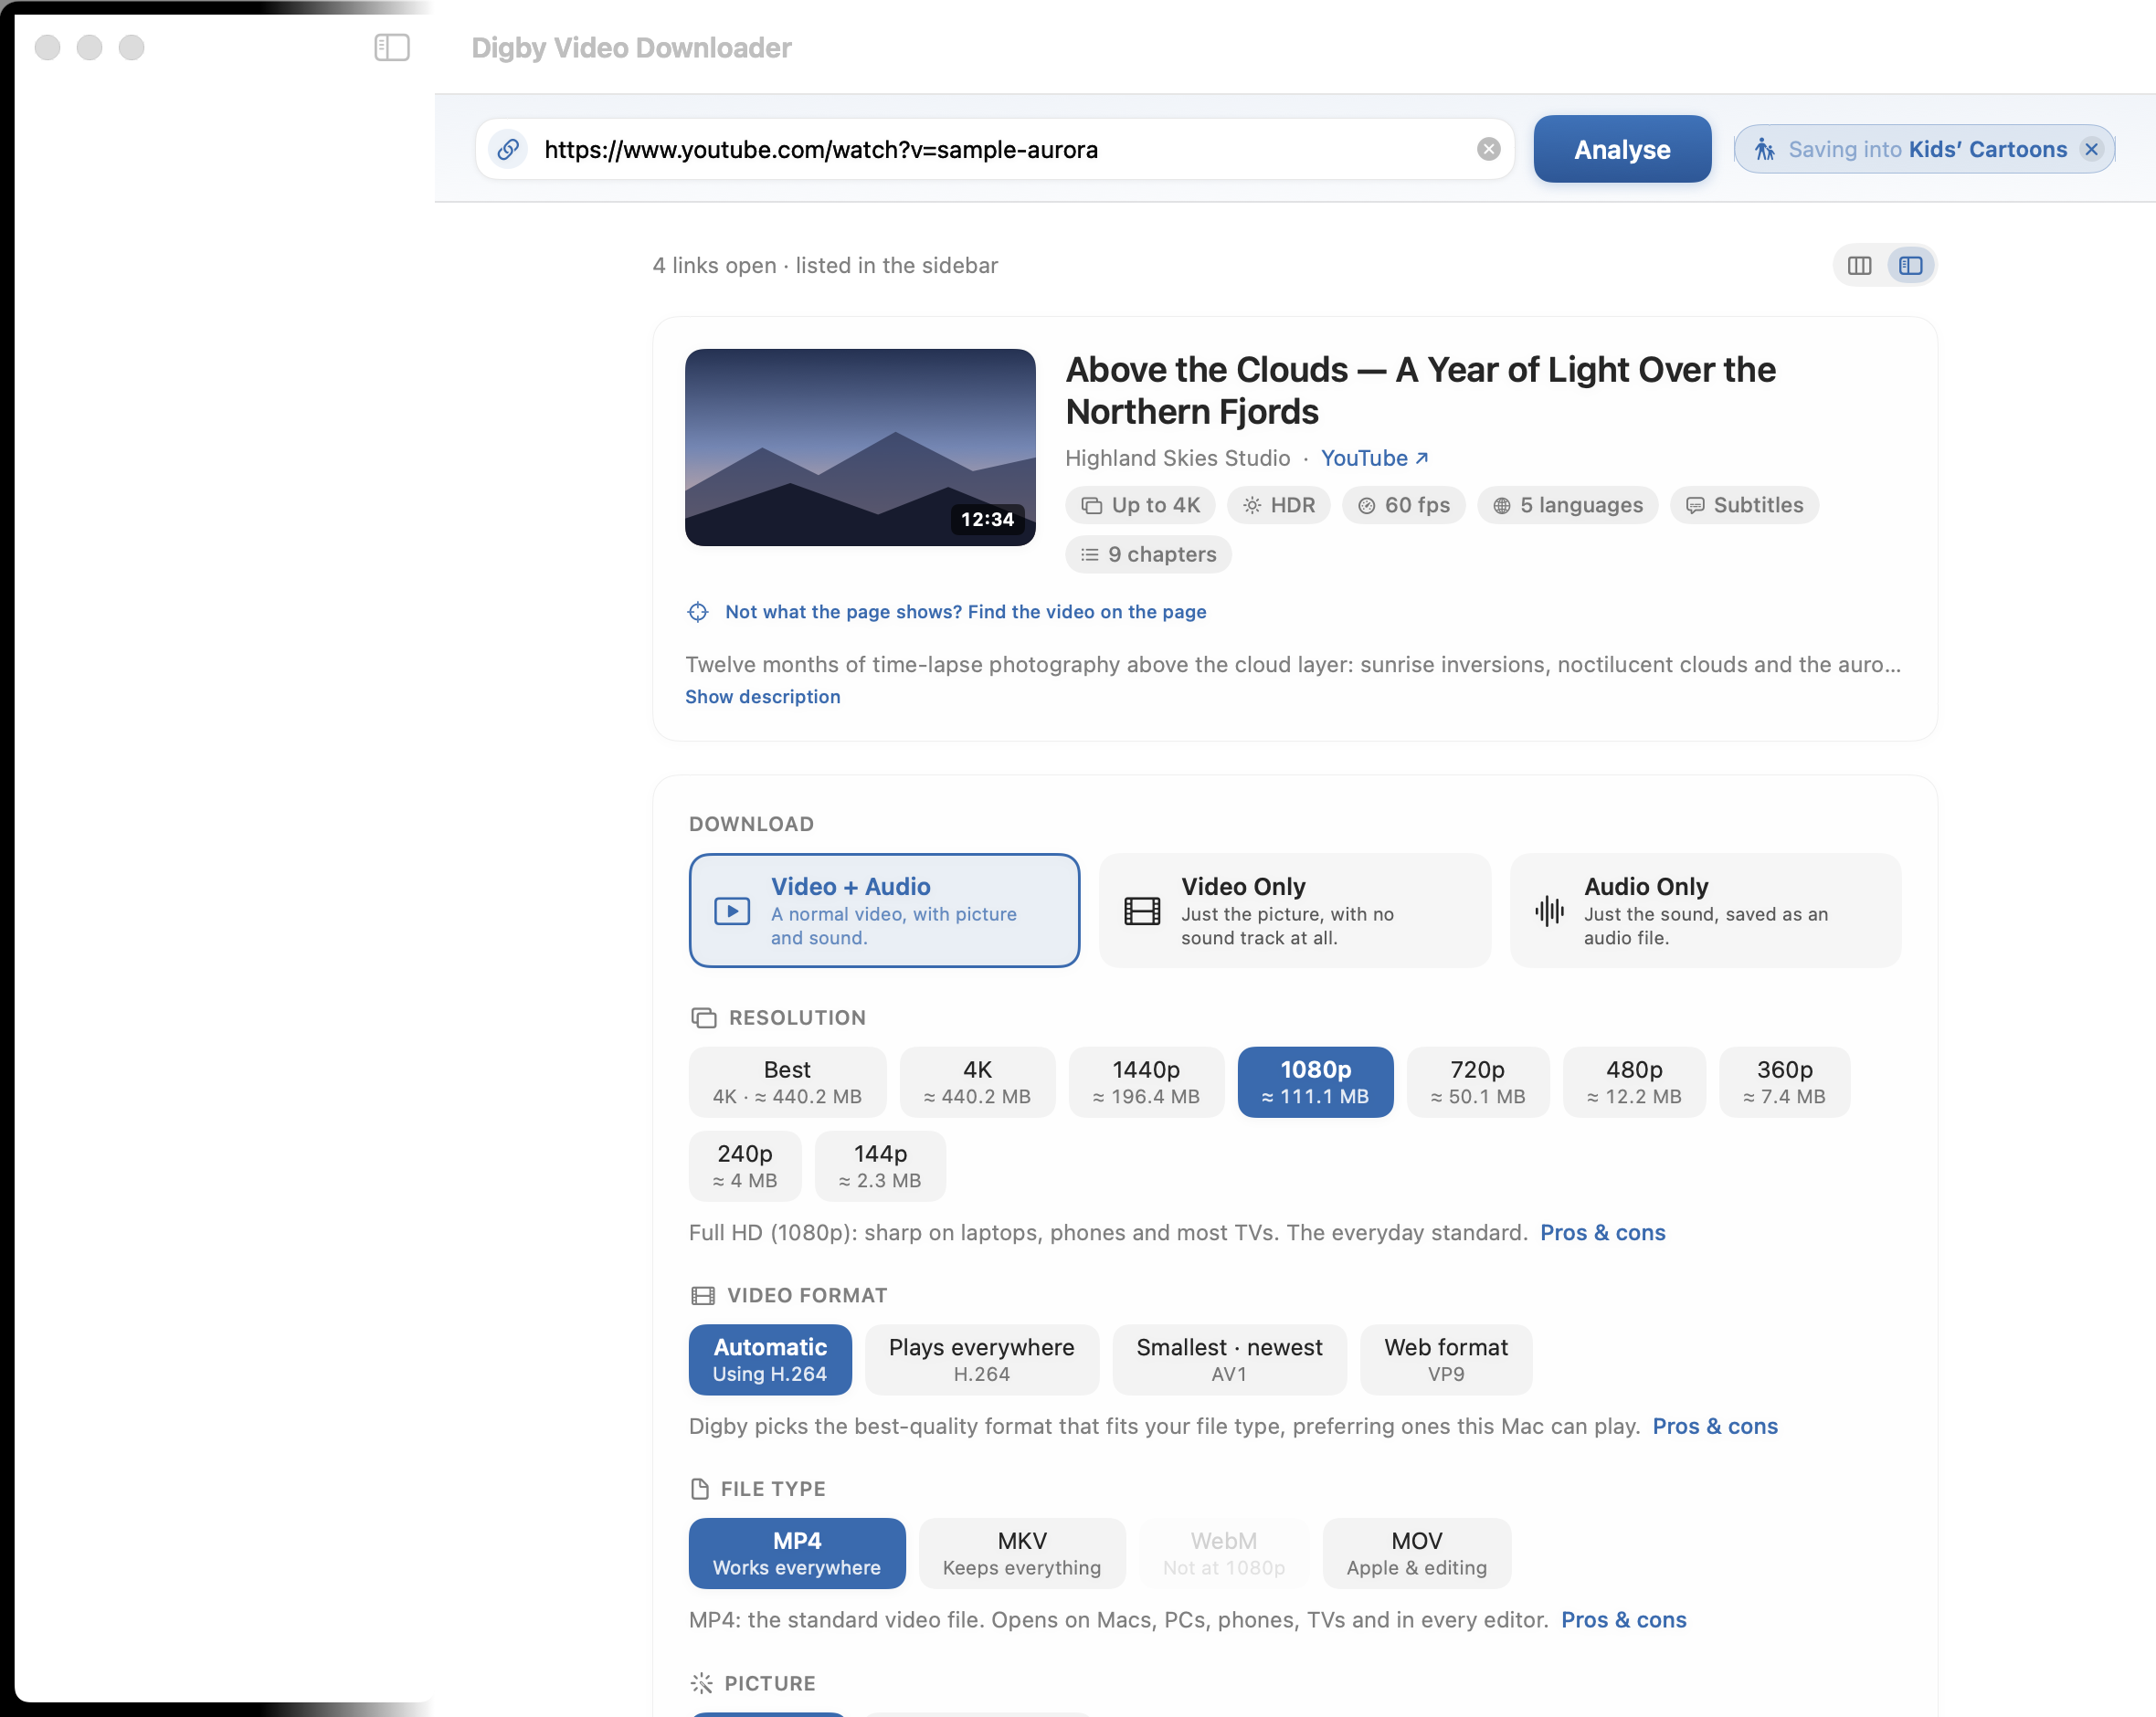 Digby Video Downloader
https://www.youtube.com/watch?v=sample-aurora
Analyse
Saving into Kids’ Cartoons
4 links open · listed in the sidebar
12:34
Above the Clouds — A Year of Light Over the
Northern Fjords
Highland Skies Studio · YouTube ↗
Up to 4K
HDR
60 fps
5 languages
Subtitles
9 chapters
Not what the page shows? Find the video on the page
Twelve months of time-lapse photography above the cloud layer: sunrise inversions, noctilucent clouds and the auro...
Show description
DOWNLOAD
Video + Audio
A normal video, with picture
and sound.
Video Only
Just the picture, with no
sound track at all.
Audio Only
Just the sound, saved as an
audio file.
RESOLUTION
Best
4K · ≈ 440.2 MB
4K
≈ 440.2 MB
1440p
≈ 196.4 MB
1080p
≈ 111.1 MB
720p
≈ 50.1 MB
480p
≈ 12.2 MB
360p
≈ 7.4 MB
240p
≈ 4 MB
144p
≈ 2.3 MB
Full HD (1080p): sharp on laptops, phones and most TVs. The everyday standard. Pros & cons
VIDEO FORMAT
Automatic
Using H.264
Plays everywhere
H.264
Smallest · newest
AV1
Web format
VP9
Digby picks the best-quality format that fits your file type, preferring ones this Mac can play. Pros & cons
FILE TYPE
MP4
Works everywhere
MKV
Keeps everything
WebM
Not at 1080p
MOV
Apple & editing
MP4: the standard video file. Opens on Macs, PCs, phones, TVs and in every editor. Pros & cons
PICTURE